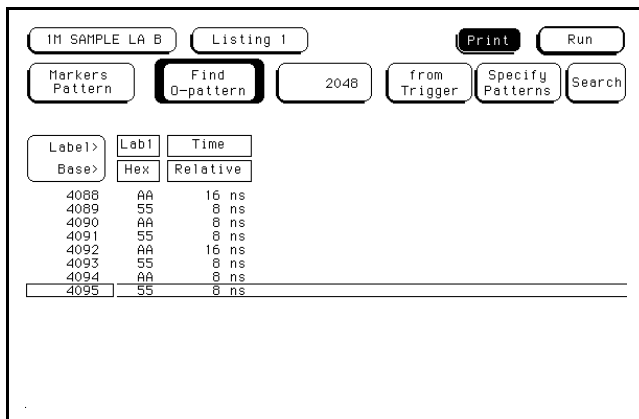 1M SAMPLE LA B Listing 1 Print Run
Markers Pattern Find O-pattern 2048 from Trigger Specify Patterns Search
Label> Lab1 Time
Base> Hex Relative
4088 AA 16 ns
4089 55 8 ns
4090 AA 8 ns
4091 55 8 ns
4092 AA 16 ns
4093 55 8 ns
4094 AA 8 ns
4095 55 8 ns